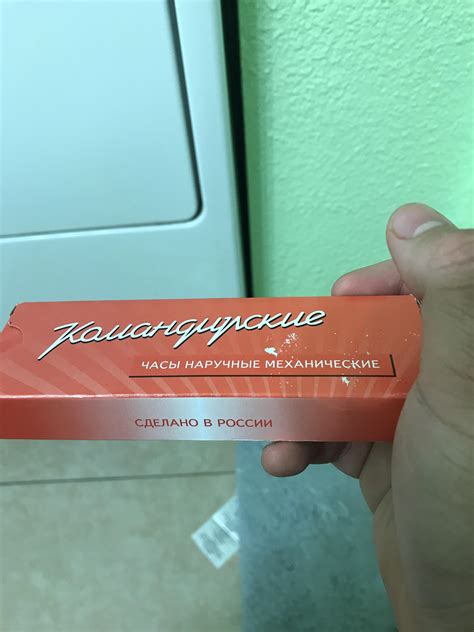 Командирские
ЧАСЫ НАРУЧНЫЕ МЕХАНИЧЕСКИЕ
СДЕЛАНО В РОССИИ